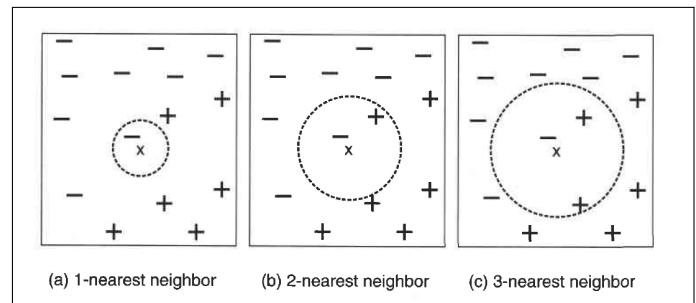 x x x
(a) 1-nearest neighbor (b) 2-nearest neighbor (c) 3-nearest neighbor